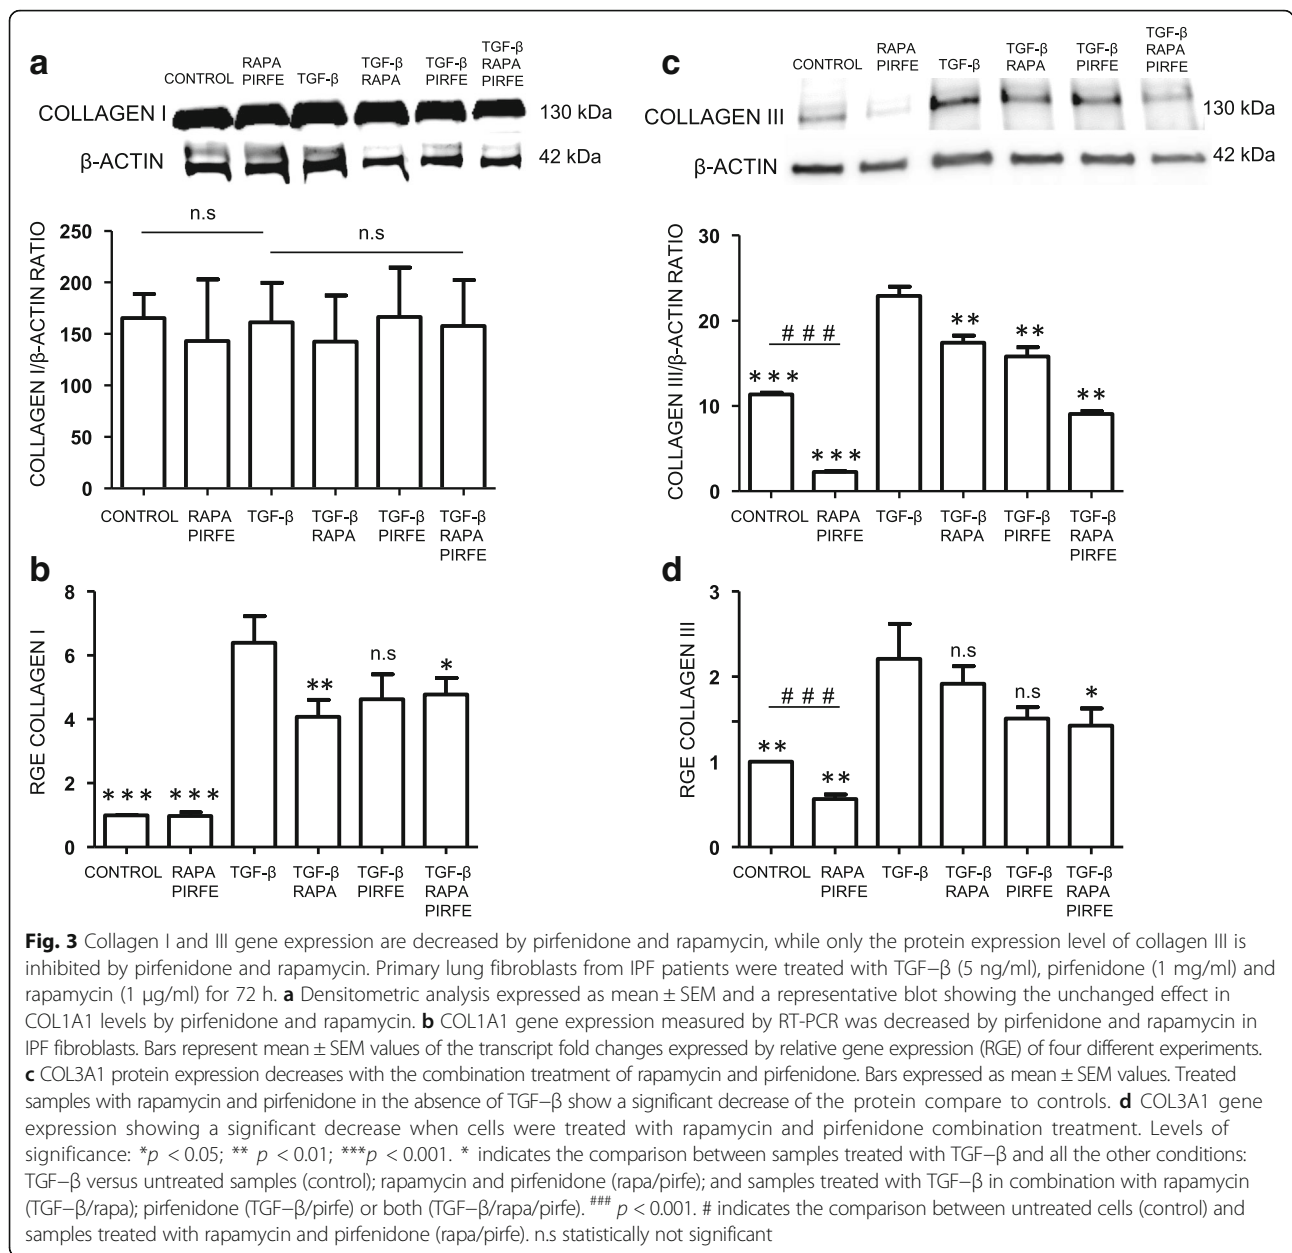 a
CONTROL
RAPA
PIRFE
TGF-β
TGF-β
RAPA
TGF-β
PIRFE
TGF-β
RAPA
PIRFE
COLLAGEN I
130 kDa
β-ACTIN
42 kDa
n.s
n.s
COLLAGEN I/β-ACTIN RATIO
250
200
150
100
50
0
CONTROL
RAPA
PIRFE
TGF-β
TGF-β
RAPA
TGF-β
PIRFE
TGF-β
RAPA
PIRFE
c
CONTROL
RAPA
PIRFE
TGF-β
TGF-β
RAPA
TGF-β
PIRFE
TGF-β
RAPA
PIRFE
COLLAGEN III
130 kDa
β-ACTIN
42 kDa
COLLAGEN III/β-ACTIN RATIO
30
20
10
0
***
###
***
**
**
**
CONTROL
RAPA
PIRFE
TGF-β
TGF-β
RAPA
TGF-β
PIRFE
TGF-β
RAPA
PIRFE
b
RGE COLLAGEN I
8
6
4
2
0
***
***
**
n.s
*
CONTROL
RAPA
PIRFE
TGF-β
TGF-β
RAPA
TGF-β
PIRFE
TGF-β
RAPA
PIRFE
d
RGE COLLAGEN III
3
2
1
0
**
###
**
n.s
n.s
*
CONTROL
RAPA
PIRFE
TGF-β
TGF-β
RAPA
TGF-β
PIRFE
TGF-β
RAPA
PIRFE
Fig. 3 Collagen I and III gene expression are decreased by pirfenidone and rapamycin, while only the protein expression level of collagen III is
inhibited by pirfenidone and rapamycin. Primary lung fibroblasts from IPF patients were treated with TGF–β (5 ng/ml), pirfenidone (1 mg/ml) and
rapamycin (1 μg/ml) for 72 h. a Densitometric analysis expressed as mean ± SEM and a representative blot showing the unchanged effect in
COL1A1 levels by pirfenidone and rapamycin. b COL1A1 gene expression measured by RT-PCR was decreased by pirfenidone and rapamycin in
IPF fibroblasts. Bars represent mean ± SEM values of the transcript fold changes expressed by relative gene expression (RGE) of four different experiments.
c COL3A1 protein expression decreases with the combination treatment of rapamycin and pirfenidone. Bars expressed as mean ± SEM values. Treated
samples with rapamycin and pirfenidone in the absence of TGF–β show a significant decrease of the protein compare to controls. d COL3A1 gene
expression showing a significant decrease when cells were treated with rapamycin and pirfenidone combination treatment. Levels of
significance: *p < 0.05; ** p < 0.01; ***p < 0.001. * indicates the comparison between samples treated with TGF–β and all the other conditions:
TGF–β versus untreated samples (control); rapamycin and pirfenidone (rapa/pirfe); and samples treated with TGF–β in combination with rapamycin
(TGF–β/rapa); pirfenidone (TGF–β/pirfe) or both (TGF–β/rapa/pirfe). ### p < 0.001. # indicates the comparison between untreated cells (control) and
samples treated with rapamycin and pirfenidone (rapa/pirfe). n.s statistically not significant